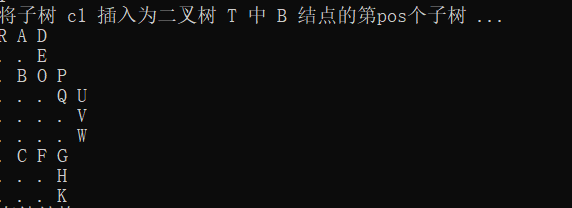 将子树 c1 插入为二叉树 T 中 B 结点的第pos个子树 ...
R A D
. . E
. B O P
. . . Q U
. . . . V
. . . . W
. C F G
. . . H
. . . K